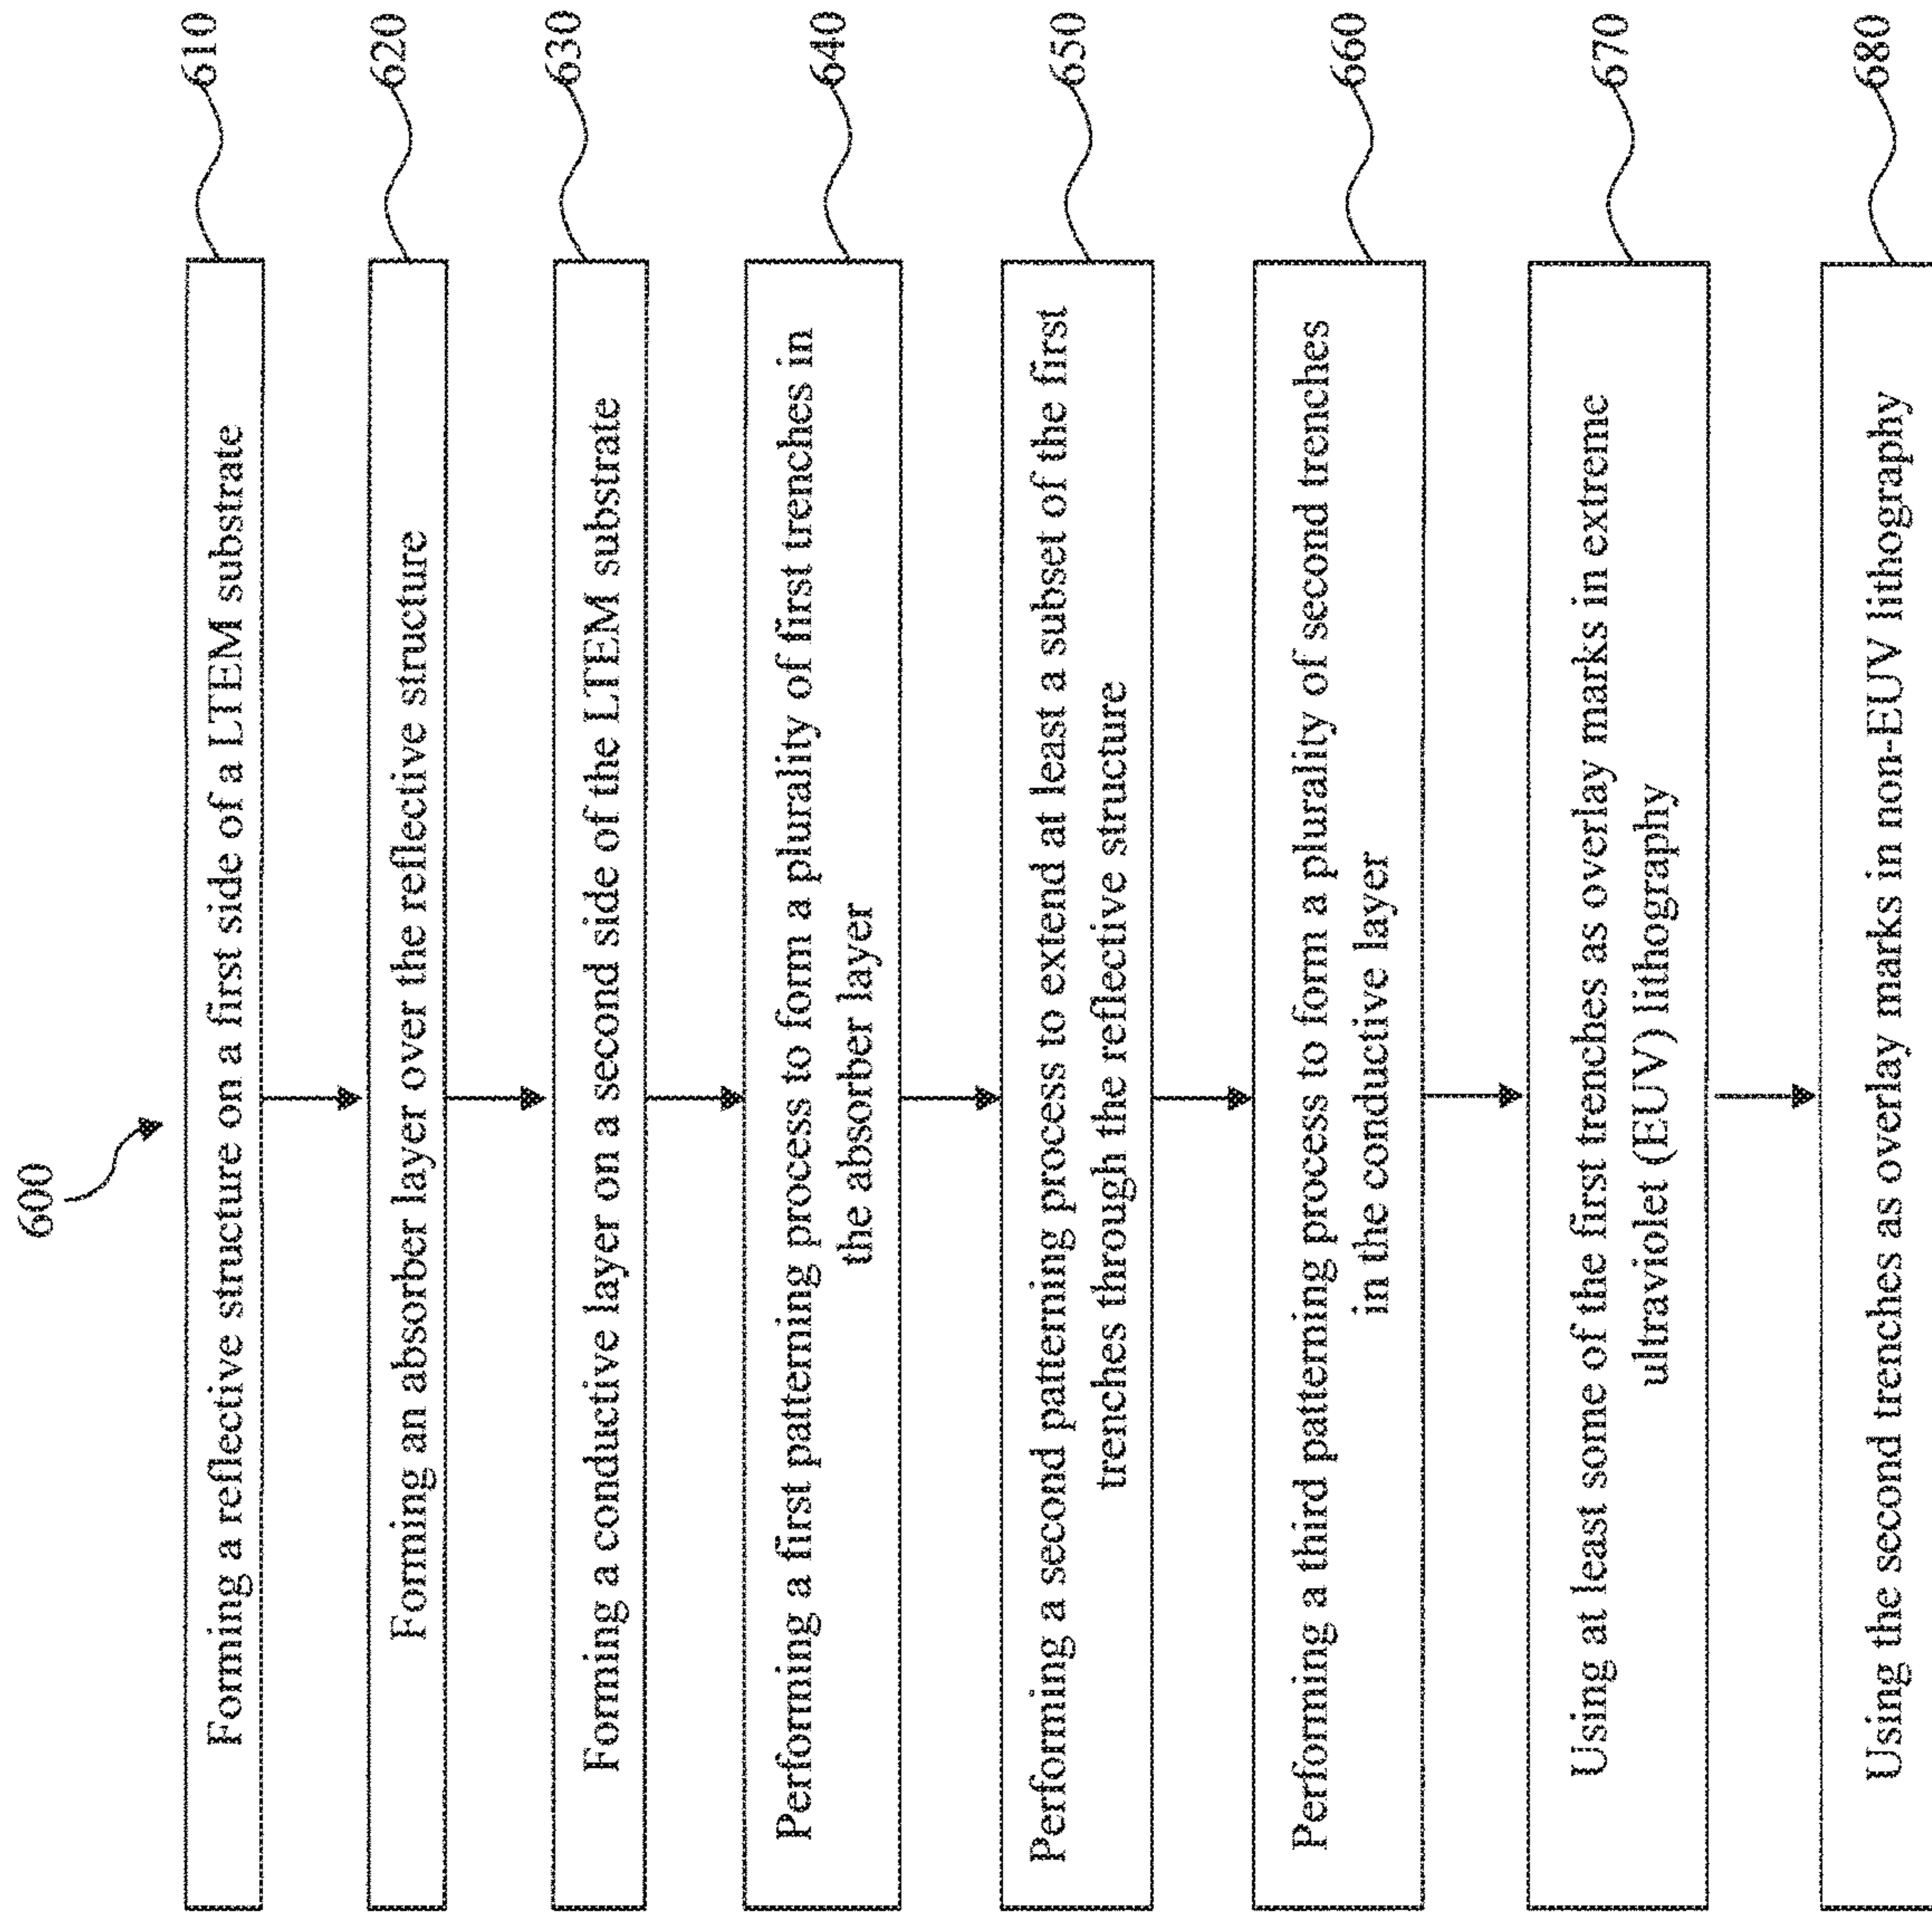 600
Forming a reflective structure on a first side of a LTEM substrate
610
Forming an absorber layer over the reflective structure
620
Forming a conductive layer on a second side of the LTEM substrate
630
Performing a first patterning process to form a plurality of first trenches in
the absorber layer
640
Performing a second patterning process to extend at least a subset of the first
trenches through the reflective structure
650
Performing a third patterning process to form a plurality of second trenches
in the conductive layer
660
Using at least some of the first trenches as overlay marks in extreme
ultraviolet (EUV) lithography
670
Using the second trenches as overlay marks in non-EUV lithography
680